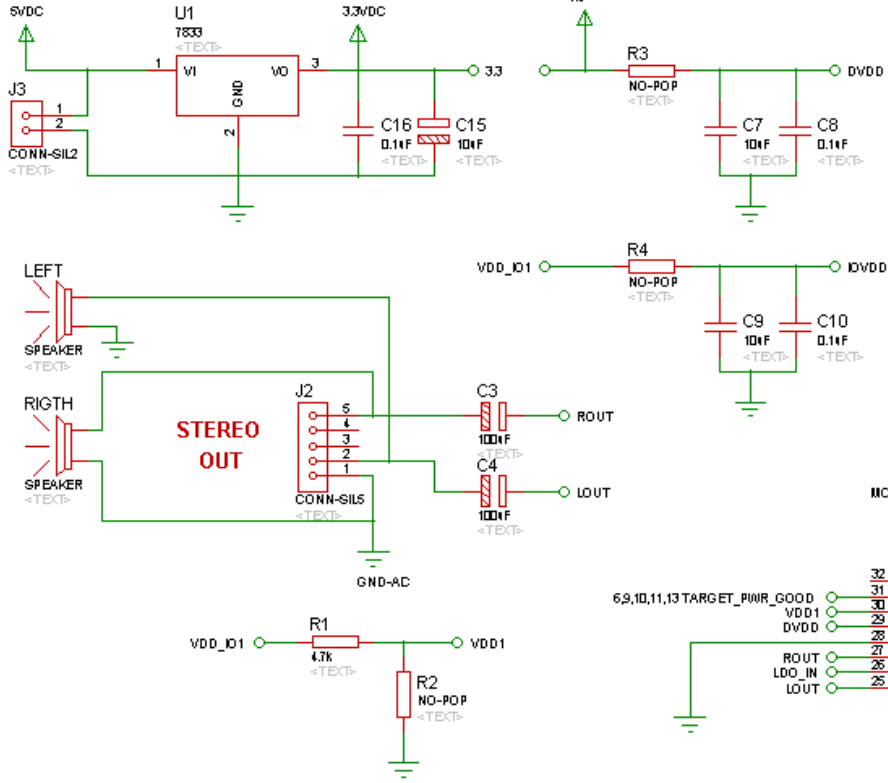 5VDC
U1
7833
<TEXT>
3.3VDC
1
VI
VO
3
GND
2
3.3
J3
1
2
CONN-SIL2
<TEXT>
C16
0.1uF
<TEXT>
C15
10uF
<TEXT>
R3
NO-POP
<TEXT>
DVDD
C7
10uF
<TEXT>
C8
0.1uF
<TEXT>
LEFT
SPEAKER
<TEXT>
VDD_IO1
R4
NO-POP
<TEXT>
IOVDD
C9
10uF
<TEXT>
C10
0.1uF
<TEXT>
RIGTH
SPEAKER
<TEXT>
STEREO
OUT
J2
5
4
3
2
1
CONN-SIL5
<TEXT>
C3
100uF
<TEXT>
ROUT
C4
100uF
<TEXT>
LOUT
GND-AC
VDD_IO1
R1
4.7K
<TEXT>
VDD1
R2
NO-POP
<TEXT>
MC
32
6,9,10,11,13 TARGET_PWR_GOOD 31
VDD1 30
DVDD 29
28
ROUT 27
LDO_IN 26
LOUT 25